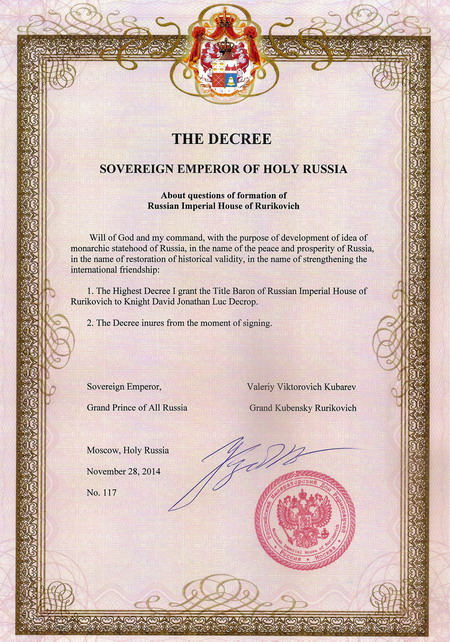 THE DECREE
SOVEREIGN EMPEROR OF HOLY RUSSIA
About questions of formation of
Russian Imperial House of Rurikovich
Will of God and my command, with the purpose of development of idea of
monarchic statehood of Russia, in the name of the peace and prosperity of Russia,
in the name of restoration of historical validity, in the name of strengthening the
international friendship:
1. The Highest Decree I grant the Title Baron of Russian Imperial House of
Rurikovich to Knight David Jonathan Luc Decrop.
2. The Decree inures from the moment of signing.
Sovereign Emperor, Valeriy Viktorovich Kubarev
Grand Prince of All Russia Grand Kubensky Rurikovich
Moscow, Holy Russia
November 28, 2014
No. 117